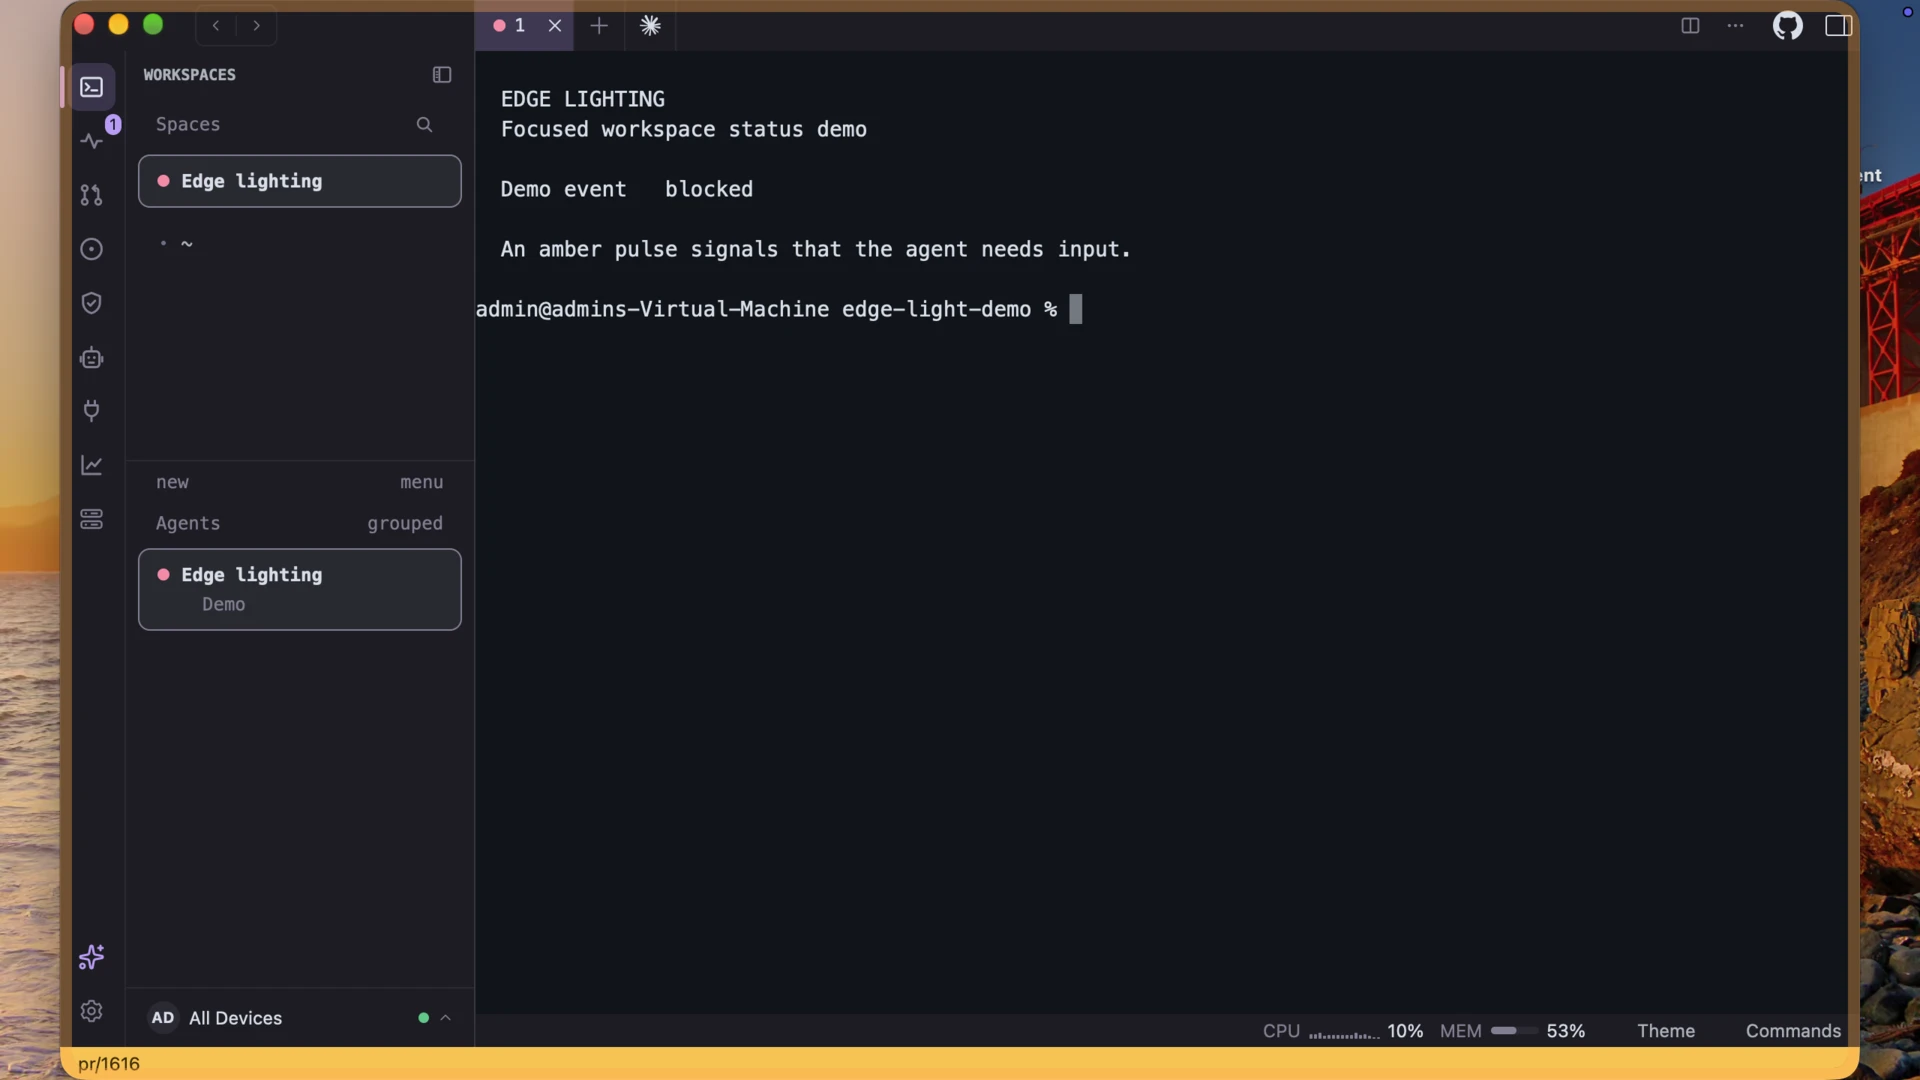 1
WORKSPACES
1
Spaces
Edge lighting
~
new menu
Agents grouped
Edge lighting
Demo
AD All Devices
EDGE LIGHTING
Focused workspace status demo
Demo event blocked
An amber pulse signals that the agent needs input.
admin@admins-Virtual-Machine edge-light-demo %
CPU 10% MEM 53% Theme Commands
pr/1616
ent